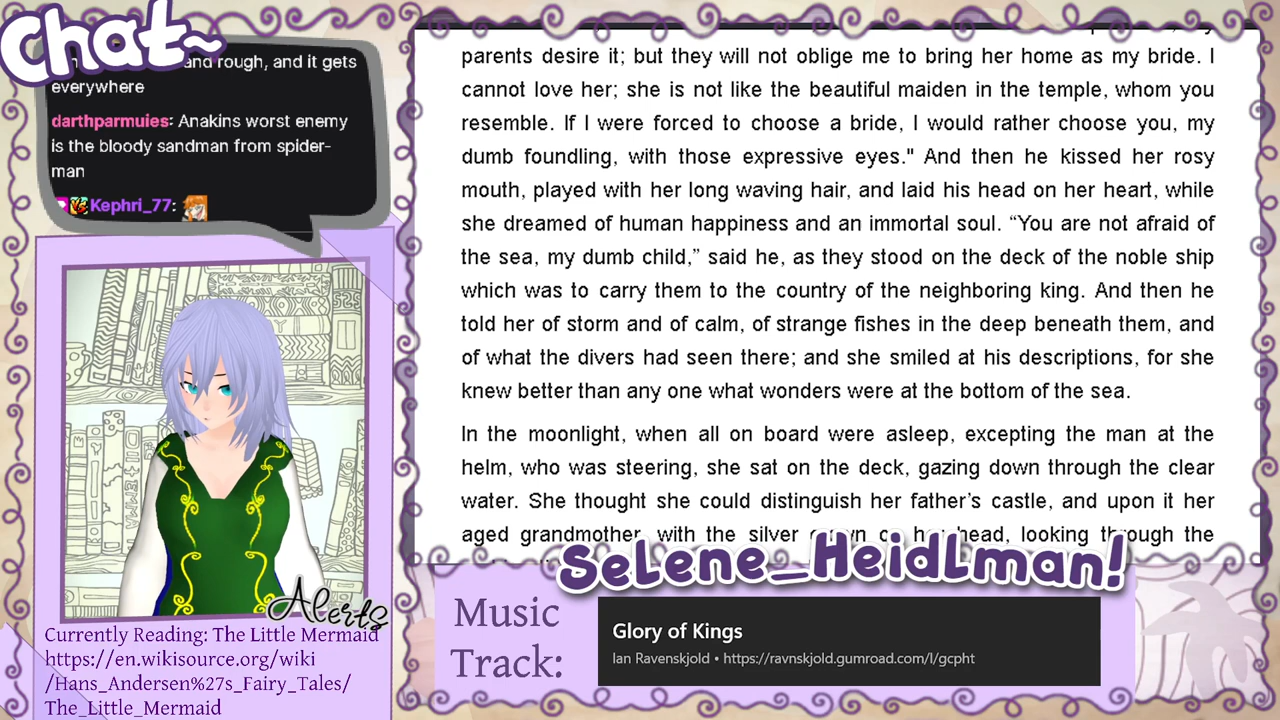 Chat~
and rough, and it gets
everywhere
darthparmuies: Anakins worst enemy
is the bloody sandman from spider-
man
Kephri_77:
Alerts
Currently Reading: The Little Mermaid
https://en.wikisource.org/wiki
/Hans_Andersen%27s_Fairy_Tales/
The_Little_Mermaid
parents desire it; but they will not oblige me to bring her home as my bride. I
cannot love her; she is not like the beautiful maiden in the temple, whom you
resemble. If I were forced to choose a bride, I would rather choose you, my
dumb foundling, with those expressive eyes." And then he kissed her rosy
mouth, played with her long waving hair, and laid his head on her heart, while
she dreamed of human happiness and an immortal soul. “You are not afraid of
the sea, my dumb child,” said he, as they stood on the deck of the noble ship
which was to carry them to the country of the neighboring king. And then he
told her of storm and of calm, of strange fishes in the deep beneath them, and
of what the divers had seen there; and she smiled at his descriptions, for she
knew better than any one what wonders were at the bottom of the sea.
In the moonlight, when all on board were asleep, excepting the man at the
helm, who was steering, she sat on the deck, gazing down through the clear
water. She thought she could distinguish her father’s castle, and upon it her
aged grandmother, with the silver crown on her head, looking through the
Selene_Heidlman!
Music
Track:
Glory of Kings
Ian Ravenskjold • https://ravnskjold.gumroad.com/l/gcpht